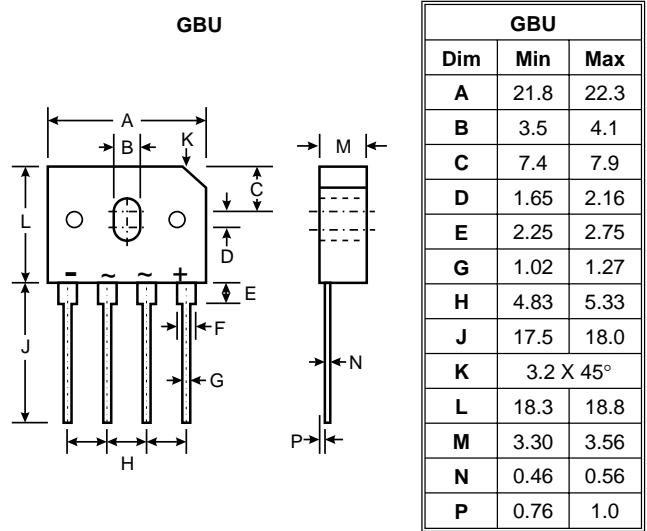 GBU
A
B
K
M
C
L
D
- ~ ~ +
E
F
J
G
N
P
H
GBU
Dim Min Max
A 21.8 22.3
B 3.5 4.1
C 7.4 7.9
D 1.65 2.16
E 2.25 2.75
G 1.02 1.27
H 4.83 5.33
J 17.5 18.0
K 3.2 X 45°
L 18.3 18.8
M 3.30 3.56
N 0.46 0.56
P 0.76 1.0